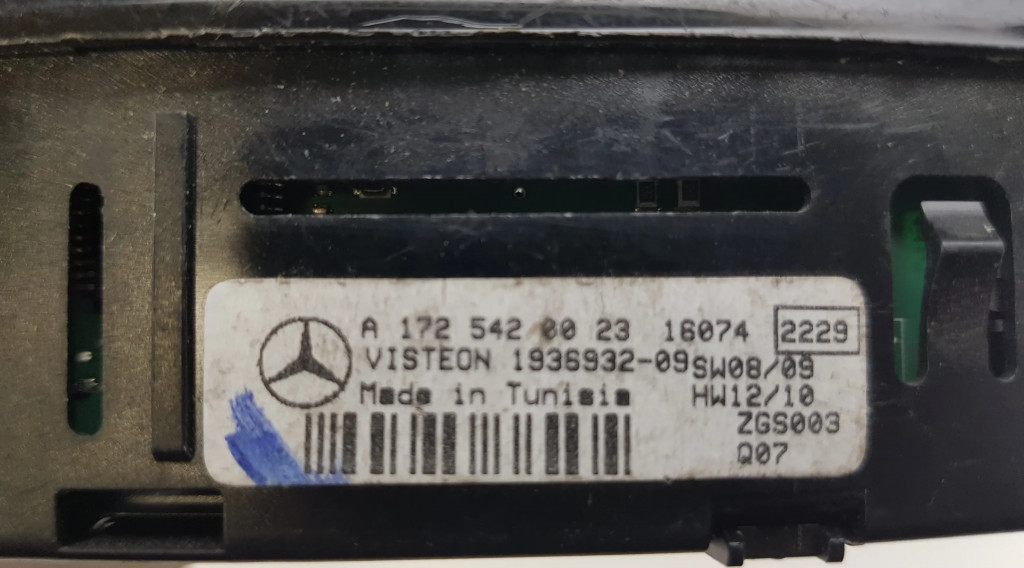 A 172 542 00 23 16074 2229
VISTEON 1936932-09 SW08/09
Made in Tunisia HW12/10
ZGS003
Q07